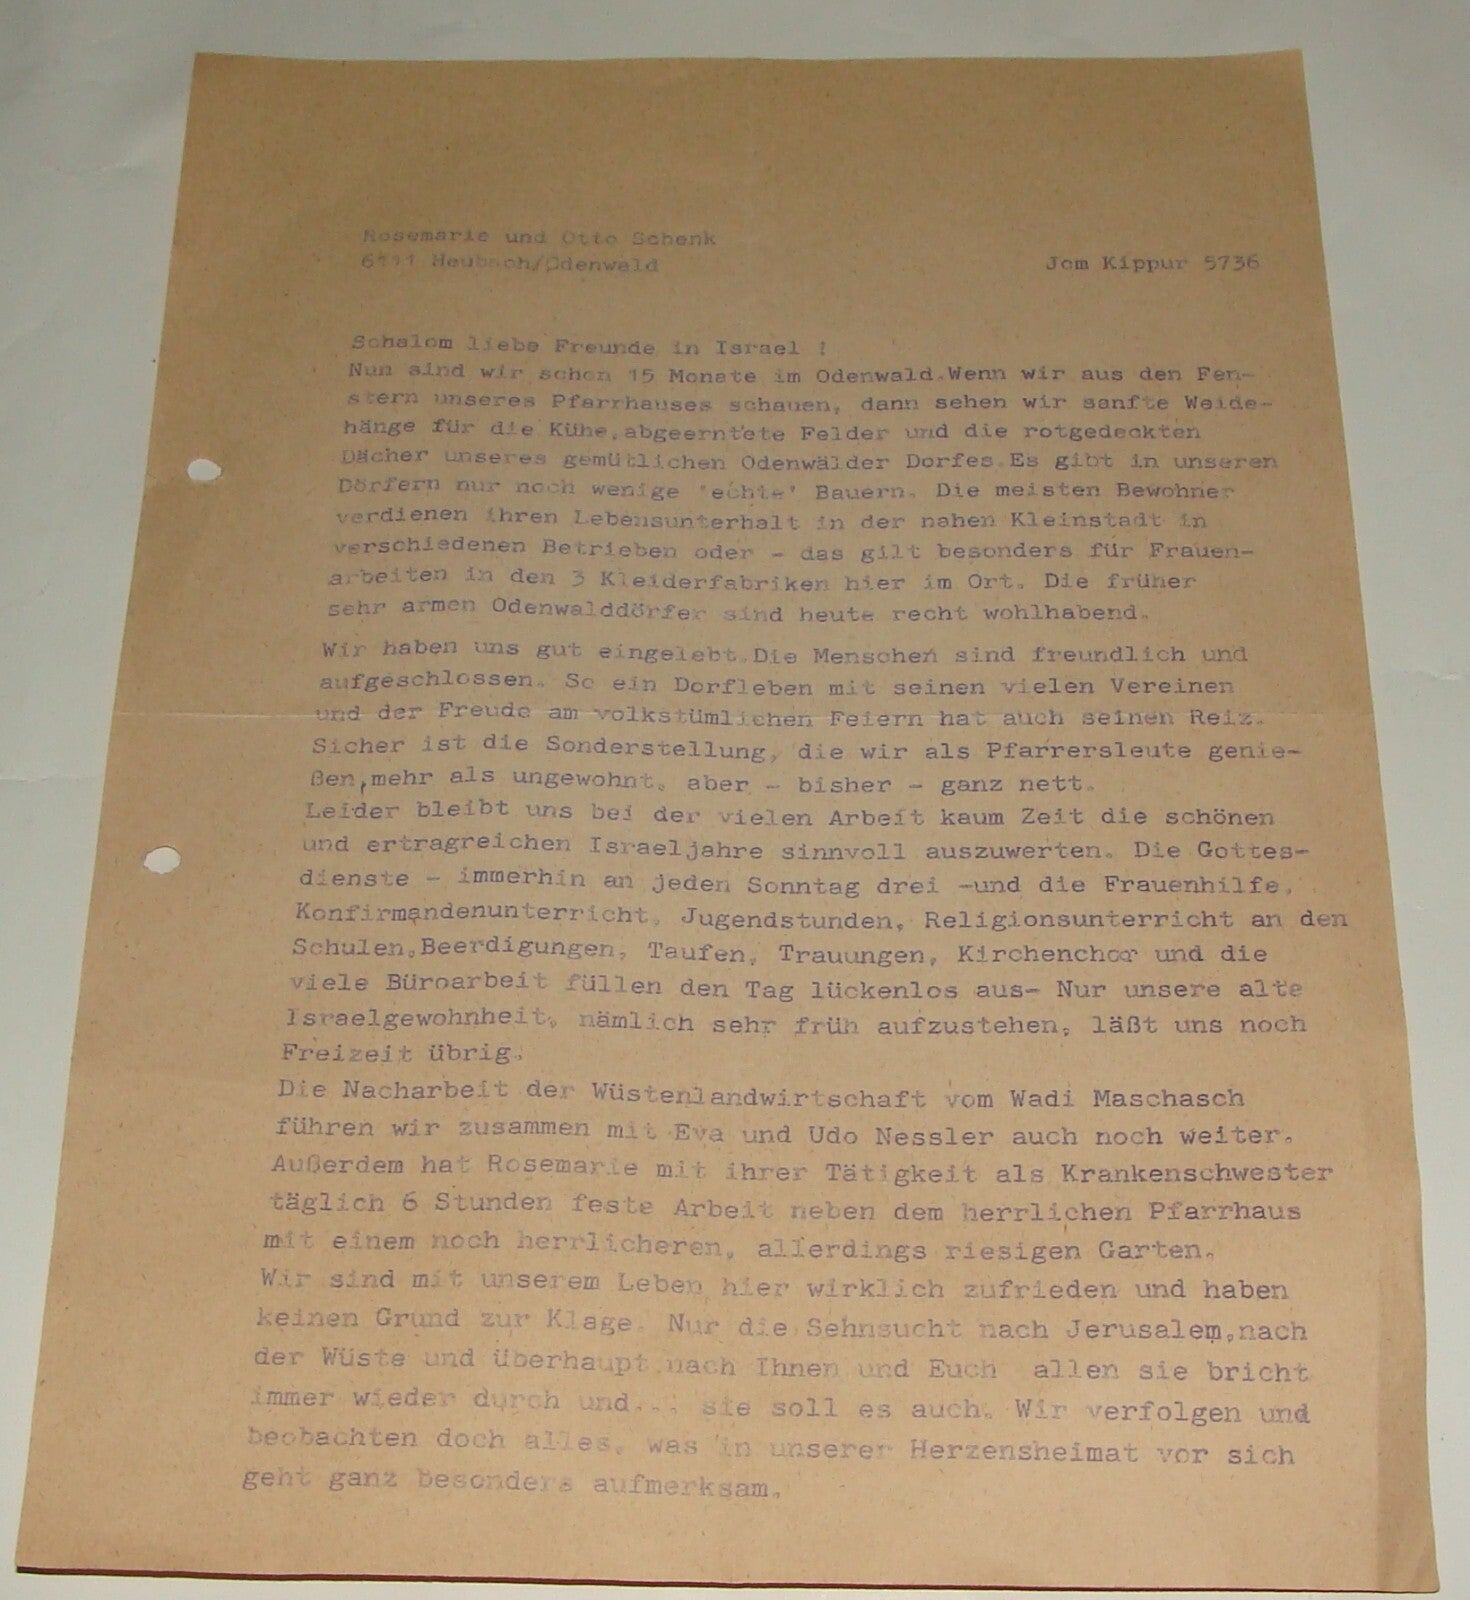 Rosemarie und Otto Schenk
6111 Heubach/Odenwald
Jom Kippur 5736
Schalom liebe Freunde in Israel !
Nun sind wir schon 15 Monate im Odenwald.Wenn wir aus den Fen-
stern unseres Pfarrhauses schauen, dann sehen wir sanfte Weide-
hänge für die Kühe,abgeerntete Felder und die rotgedeckten
Dächer unseres gemütlichen Odenwälder Dorfes.Es gibt in unseren
Dörfern nur noch wenige 'echte' Bauern. Die meisten Bewohner
verdienen ihren Lebensunterhalt in der nahen Kleinstadt in
verschiedenen Betrieben oder - das gilt besonders für Frauen-
arbeiten in den 3 Kleiderfabriken hier im Ort. Die früher
sehr armen Odenwalddörfer sind heute recht wohlhabend.
Wir haben uns gut eingelebt.Die Menschen sind freundlich und
aufgeschlossen. So ein Dorfleben mit seinen vielen Vereinen
und der Freude am volkstümlichen Feiern hat auch seinen Reiz.
Sicher ist die Sonderstellung, die wir als Pfarrersleute genie-
ßen,mehr als ungewohnt, aber - bisher - ganz nett.
Leider bleibt uns bei der vielen Arbeit kaum Zeit die schönen
und ertragreichen Israeljahre sinnvoll auszuwerten. Die Gottes-
dienste - immerhin an jeden Sonntag drei -und die Frauenhilfe,
Konfirmandenunterricht, Jugendstunden, Religionsunterricht an den
Schulen,Beerdigungen, Taufen, Trauungen, Kirchenchor und die
viele Büroarbeit füllen den Tag lückenlos aus- Nur unsere alte
Israelgewohnheit, nämlich sehr früh aufzustehen, läßt uns noch
Freizeit übrig.
Die Nacharbeit der Wüstenlandwirtschaft vom Wadi Maschasch
führen wir zusammen mit Eva und Udo Nessler auch noch weiter.
Außerdem hat Rosemarie mit ihrer Tätigkeit als Krankenschwester
täglich 6 Stunden feste Arbeit neben dem herrlichen Pfarrhaus
mit einem noch herrlicheren, allerdings riesigen Garten.
Wir sind mit unserem Leben hier wirklich zufrieden und haben
keinen Grund zur Klage. Nur die Sehnsucht nach Jerusalem,nach
der Wüste und überhaupt nach Ihnen und Euch allen sie bricht
immer wieder durch und... sie soll es auch. Wir verfolgen und
beobachten doch alles, was in unserer Herzensheimat vor sich
geht ganz besonders aufmerksam.